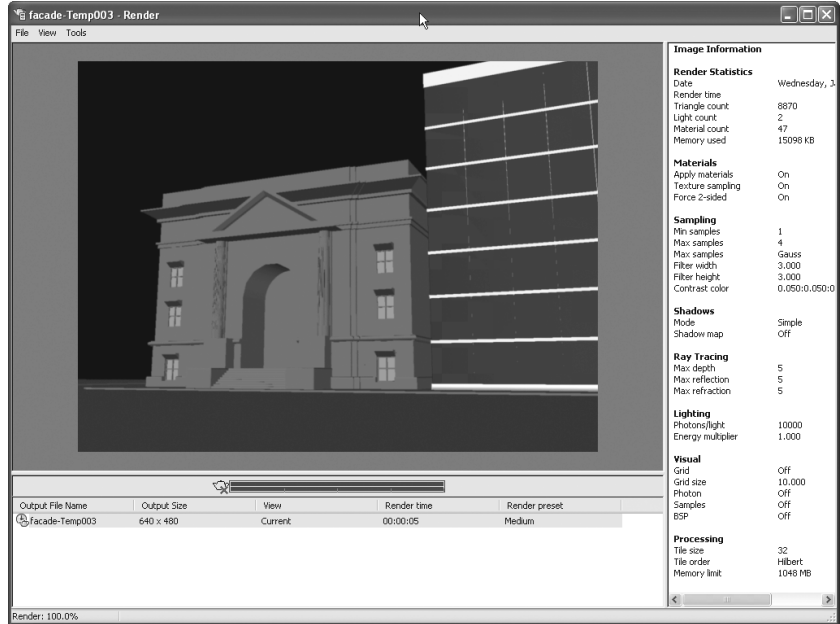 facade-Temp003 - Render
File View Tools
Image Information
Render Statistics
Date Wednesday, J
Render time
Triangle count 8870
Light count 2
Material count 47
Memory used 15098 KB
Materials
Apply materials On
Texture sampling On
Force 2-sided On
Sampling
Min samples 1
Max samples 4
Max samples Gauss
Filter width 3.000
Filter height 3.000
Contrast color 0.050:0.050:0
Shadows
Mode Simple
Shadow map Off
Ray Tracing
Max depth 5
Max reflection 5
Max refraction 5
Lighting
Photons/light 10000
Energy multiplier 1.000
Visual
Grid Off
Grid size 10.000
Photon Off
Samples Off
BSP Off
Processing
Tile size 32
Tile order Hilbert
Memory limit 1048 MB
Output File Name Output Size View Render time Render preset
facade-Temp003 640 x 480 Current 00:00:05 Medium
Render: 100.0%